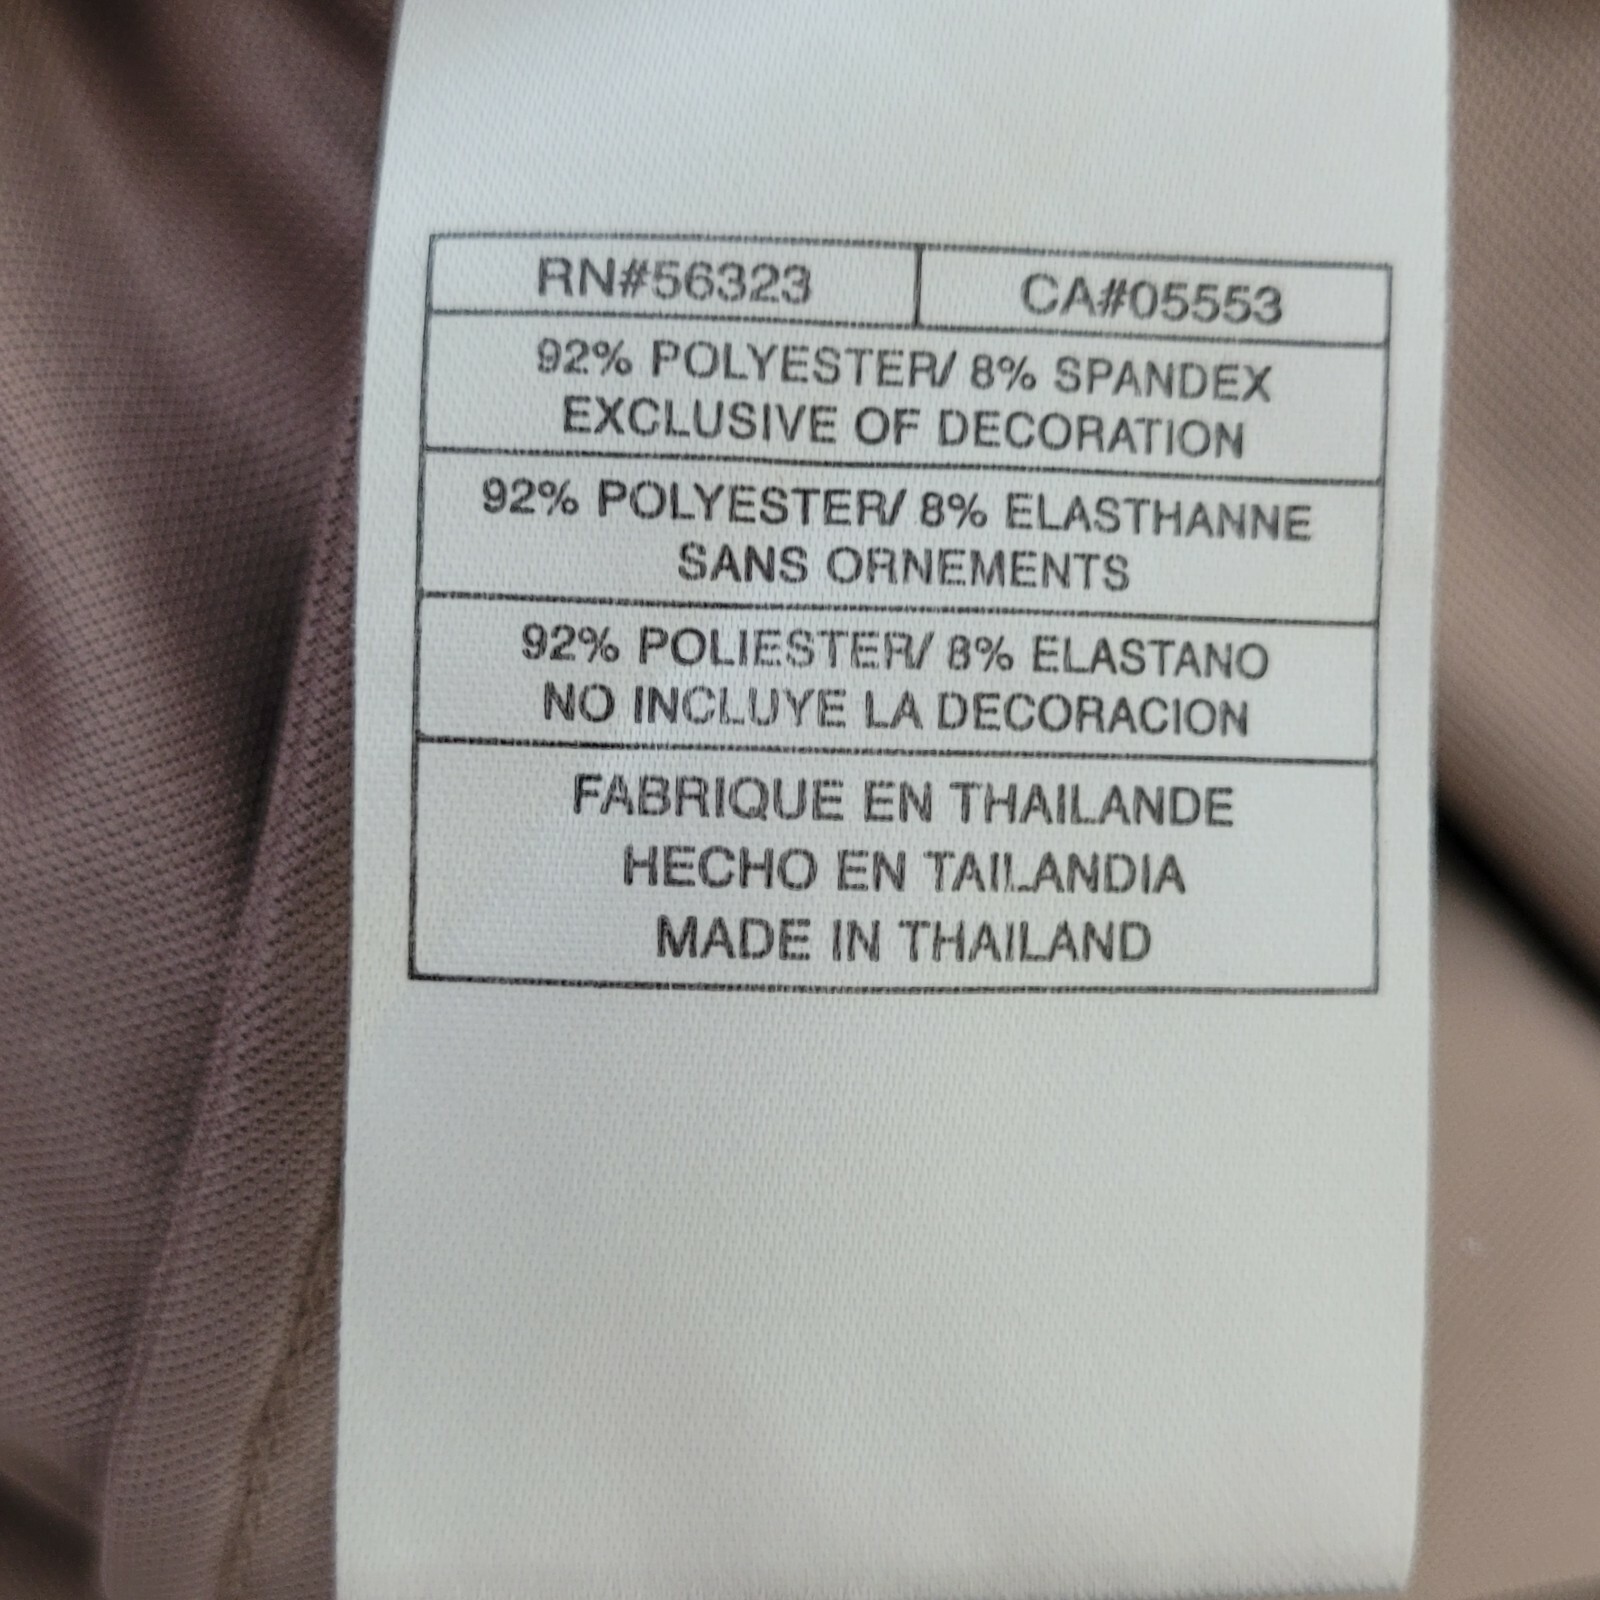 RN#56323 CA#05553
92% POLYESTER/ 8% SPANDEX
EXCLUSIVE OF DECORATION
92% POLYESTER/ 8% ELASTHANNE
SANS ORNEMENTS
92% POLIESTER/ 8% ELASTANO
NO INCLUYE LA DECORACION
FABRIQUE EN THAILANDE
HECHO EN TAILANDIA
MADE IN THAILAND